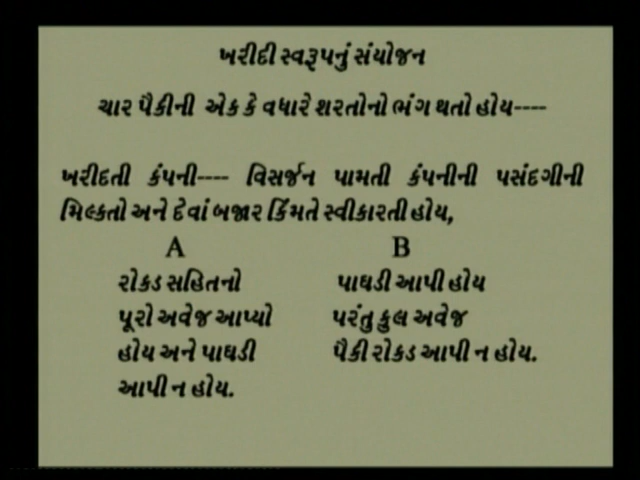 ખરીદી સ્વરૂપનું સંયોજન
ચાર પૈકીની એક કે વધારે શરતોનો ભંગ થતો હોય----
ખરીદતી કંપની---- વિસર્જન પામતી કંપનીની પસંદગીની
મિલ્કતો અને દેવાં બજાર કિંમતે સ્વીકારતી હોય,
A B
રોકડ સહિતનો પાઘડી આપી હોય
પૂરો અવેજ આપ્યો પરંતુ કુલ અવેજ
હોય અને પાઘડી પૈકી રોકડ આપી ન હોય.
આપી ન હોય.